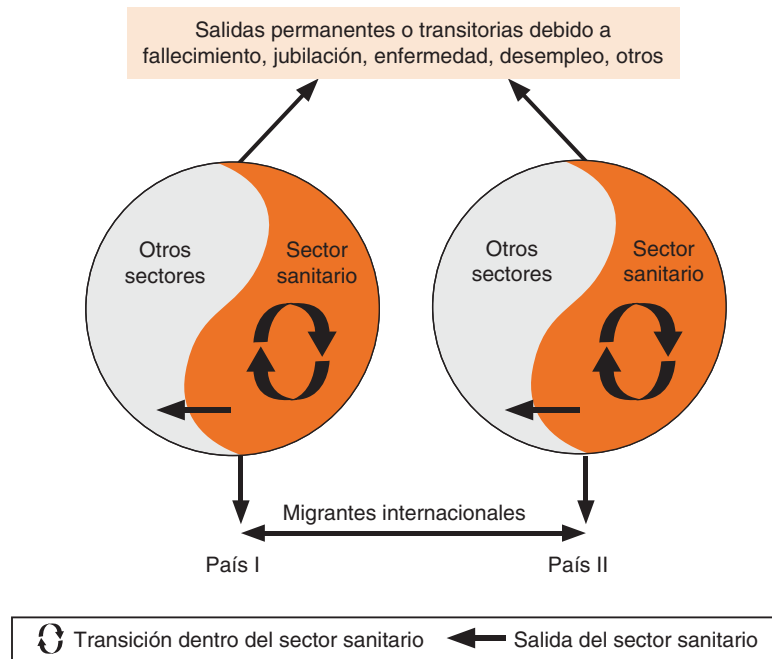 Salidas permanentes o transitorias debido a
fallecimiento, jubilación, enfermedad, desempleo, otros
Otros
sectores
Sector
sanitario
Otros
sectores
Sector
sanitario
Migrantes internacionales
País I
País II
Transición dentro del sector sanitario
Salida del sector sanitario